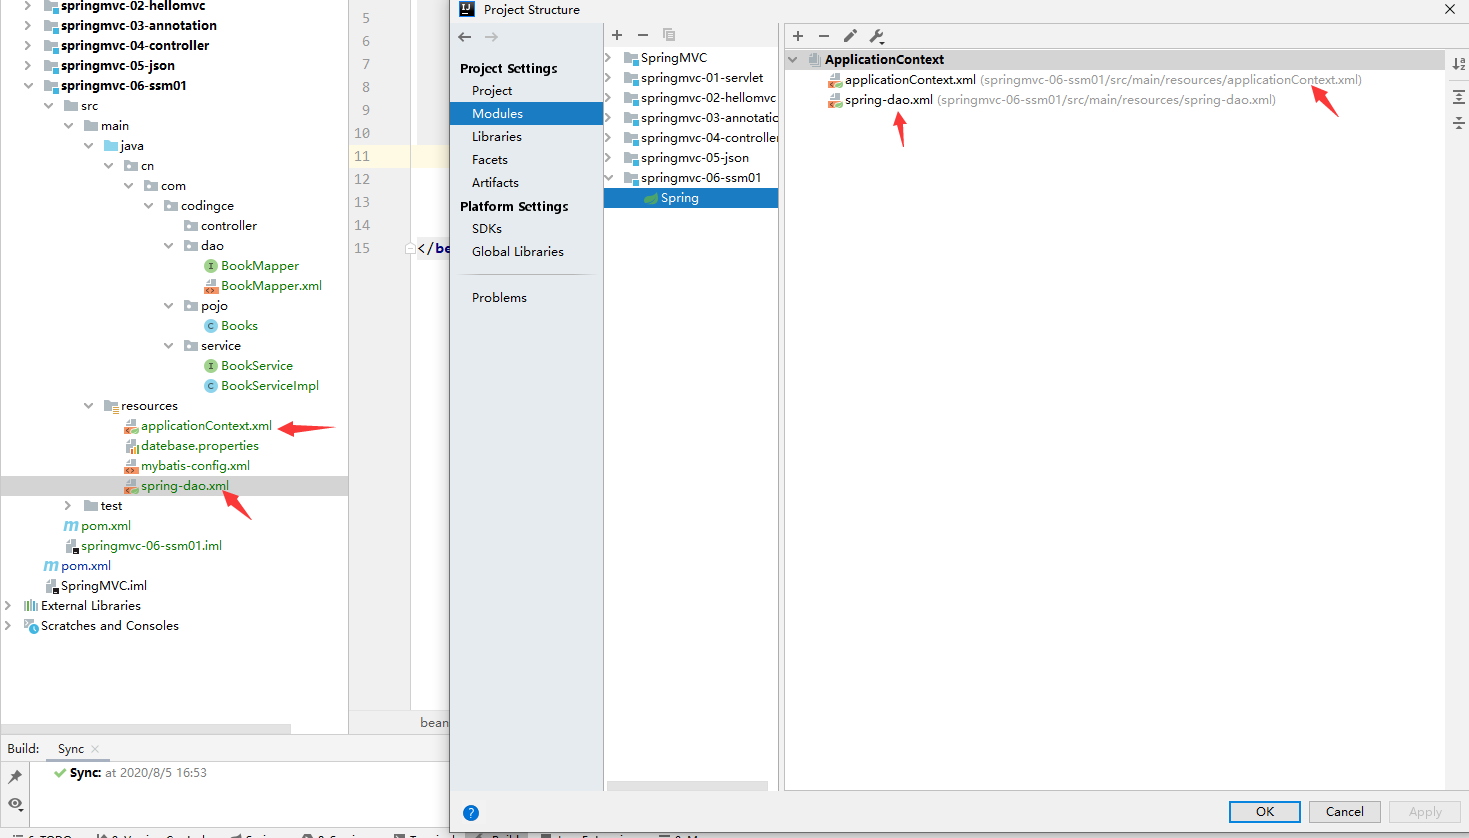 springmvc-02-hellomvc
springmvc-03-annotation
springmvc-04-controller
springmvc-05-json
springmvc-06-ssm01
src
main
java
cn
com
codingce
controller
dao
BookMapper
BookMapper.xml
pojo
Books
service
BookService
BookServiceImpl
resources
applicationContext.xml
datebase.properties
mybatis-config.xml
spring-dao.xml
test
pom.xml
springmvc-06-ssm01.iml
pom.xml
SpringMVC.iml
External Libraries
Scratches and Consoles
Build: Sync
Sync: at 2020/8/5 16:53
5
6
7
8
9
10
11
12
13
14
15 </be
bean
Project Structure
Project Settings
Project
Modules
Libraries
Facets
Artifacts
Platform Settings
SDKs
Global Libraries
Problems
SpringMVC
springmvc-01-servlet
springmvc-02-hellomvc
springmvc-03-annotatio
springmvc-04-controller
springmvc-05-json
springmvc-06-ssm01
Spring
ApplicationContext
applicationContext.xml (springmvc-06-ssm01/src/main/resources/applicationContext.xml)
spring-dao.xml (springmvc-06-ssm01/src/main/resources/spring-dao.xml)
OK Cancel Apply